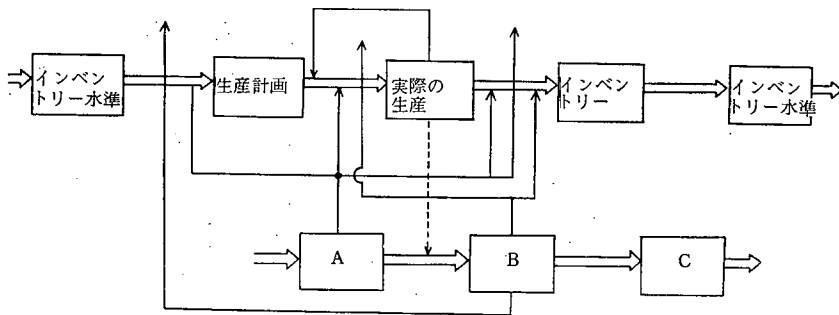 インベン
トリー水準
生産計画
実際の
生産
インベン
トリー
インベン
トリー水準
A
B
C